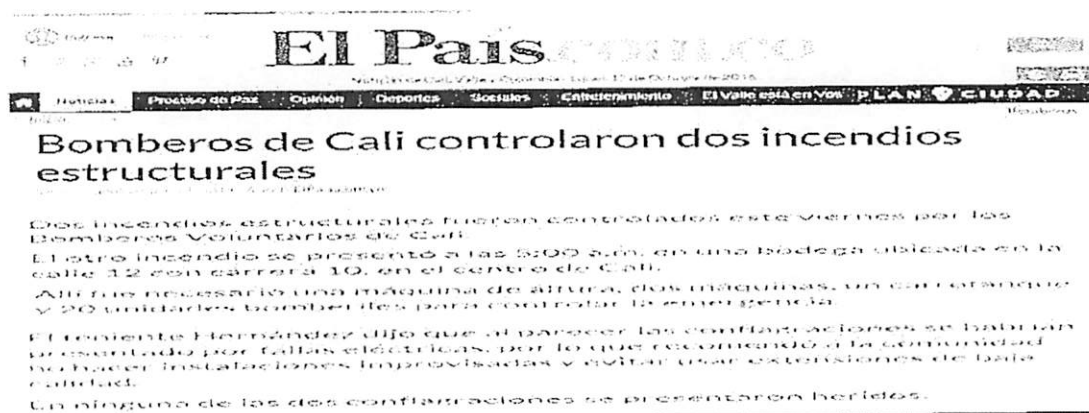 El País.com.co
Noticias Proceso de Paz Opinión Deportes Sociales Entretenimiento El Valle está en Vos PLAN CIUDAD
Bomberos de Cali controlaron dos incendios
estructurales
Dos incendios estructurales fueron controlados este viernes por los
Bomberos Voluntarios de Cali.
El otro incendio se presentó a las 5:00 a.m. en una bodega ubicada en la
calle 12 con carrera 10, en el centro de Cali.
Allí fue necesario una máquina de altura, dos máquinas, un carrotanque
y 20 unidades bomberiles para controlar la emergencia.
El teniente Hernández dijo que al parecer las conflagraciones se habrían
presentado por fallas eléctricas, por lo que recomendó a la comunidad
no hacer instalaciones improvisadas y evitar usar extensiones de baja
calidad.
En ninguna de las dos conflagraciones se presentaron heridos.